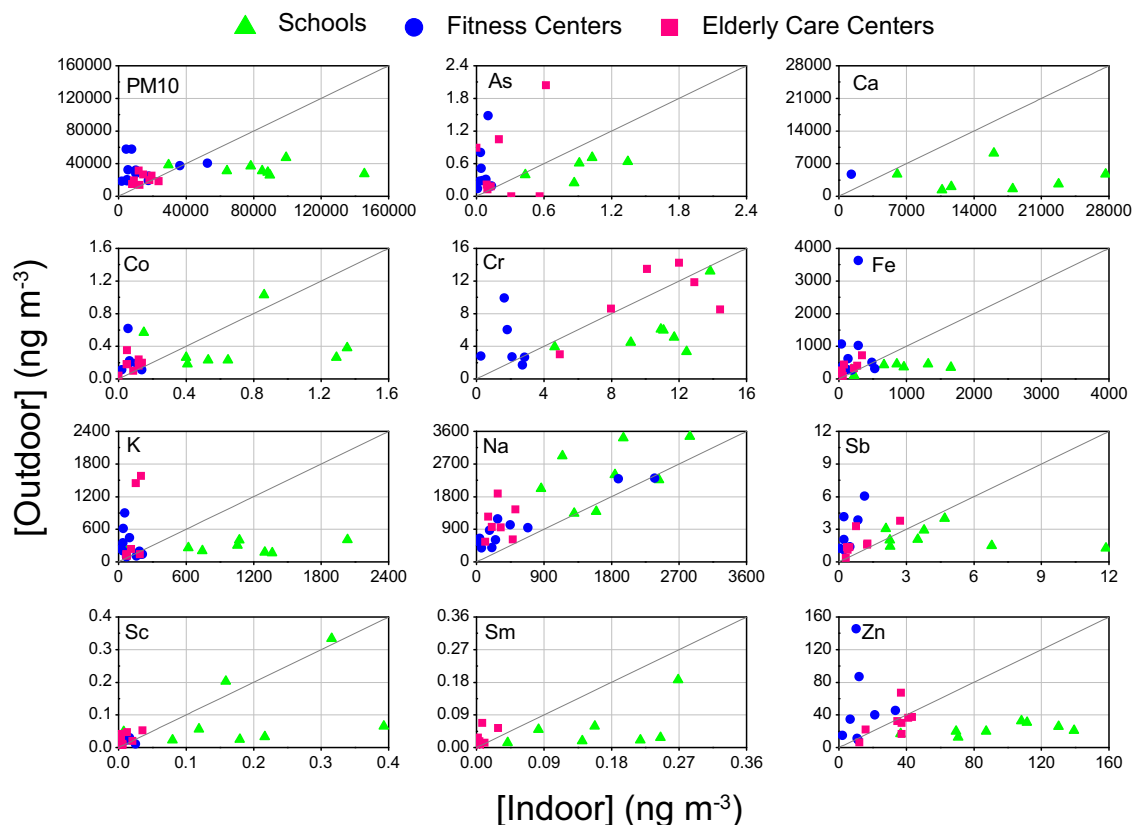 Schools Fitness Centers Elderly Care Centers
160000 2.4 28000
PM10 As Ca
120000 1.8 21000
80000 1.2 14000
40000 0.6 7000
0 0.0 0
0 40000 80000 120000 160000 0.0 0.6 1.2 1.8 2.4 0 7000 14000 21000 28000
1.6 16 4000
Co Cr Fe
1.2 12 3000
0.8 8 2000
0.4 4 1000
0.0 0 0
0.0 0.4 0.8 1.2 1.6 0 4 8 12 16 0 1000 2000 3000 4000
[Outdoor] (ng m-3)
2400 3600 12
K Na Sb
1800 2700 9
1200 1800 6
600 900 3
0 0 0
0 600 1200 1800 2400 0 900 1800 2700 3600 0 3 6 9 12
0.4 0.36 160
Sc Sm Zn
0.3 0.27 120
0.2 0.18 80
0.1 0.09 40
0.0 0.00 0
0.0 0.1 0.2 0.3 0.4 0.00 0.09 0.18 0.27 0.36 0 40 80 120 160
[Indoor] (ng m-3)